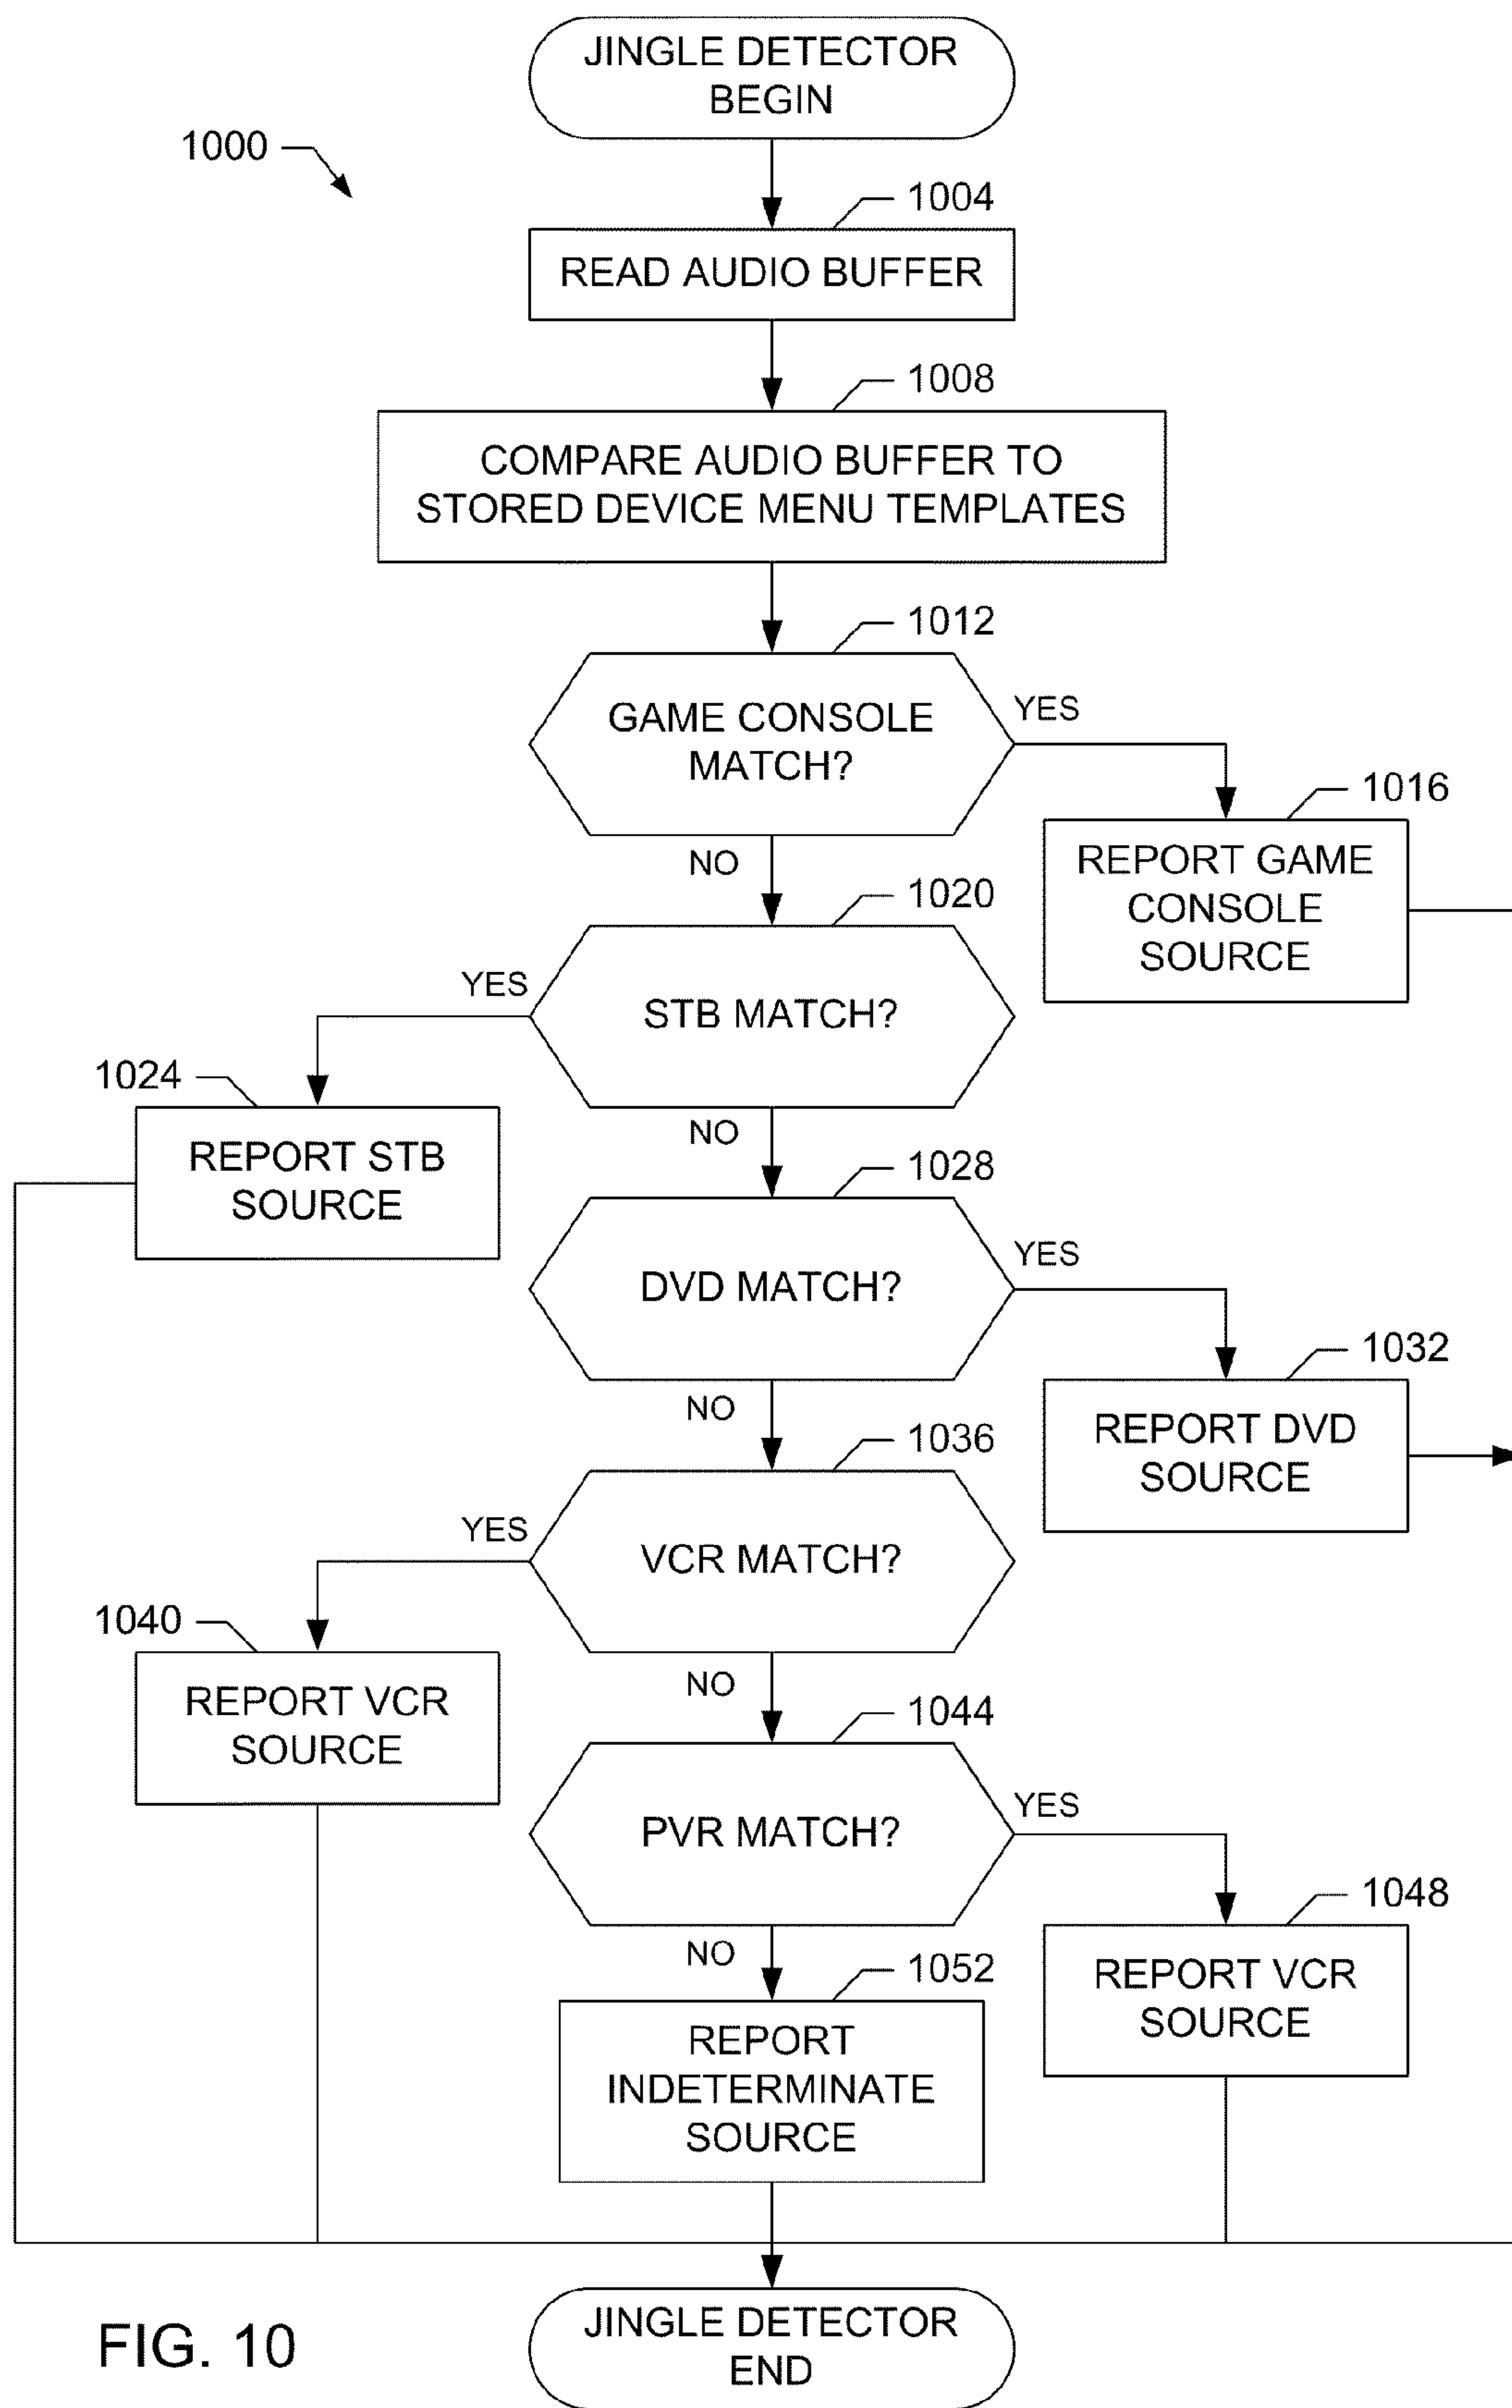 JINGLE DETECTOR
BEGIN
1000
1004
READ AUDIO BUFFER
1008
COMPARE AUDIO BUFFER TO
STORED DEVICE MENU TEMPLATES
1012
GAME CONSOLE
MATCH?
YES
1016
REPORT GAME
CONSOLE
SOURCE
NO
1020
STB MATCH?
YES
1024
REPORT STB
SOURCE
NO
1028
DVD MATCH?
YES
1032
REPORT DVD
SOURCE
NO
1036
VCR MATCH?
YES
1040
REPORT VCR
SOURCE
NO
1044
PVR MATCH?
YES
1048
REPORT VCR
SOURCE
NO
1052
REPORT
INDETERMINATE
SOURCE
JINGLE DETECTOR
END
FIG. 10